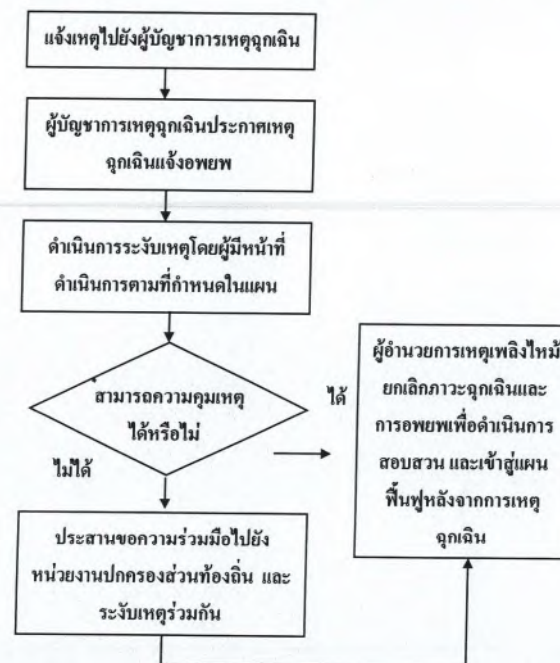 แจ้งเหตุไปยังผู้บัญชาการเหตุฉุกเฉิน
ผู้บัญชาการเหตุฉุกเฉินประกาศเหตุ
ฉุกเฉินแจ้งอพยพ
ดำเนินการระงับเหตุโดยผู้มีหน้าที่
ดำเนินการตามที่กำหนดในแผน
สามารถความคุมเหตุ
ได้หรือไม่
ได้
ไม่ได้
ผู้อำนวยการเหตุเพลิงไหม้
ยกเลิกภาวะฉุกเฉินและ
การอพยพเพื่อดำเนินการ
สอบสวน และเข้าสู่แผน
ฟื้นฟูหลังจากการเหตุ
ฉุกเฉิน
ประสานขอความร่วมมือไปยัง
หน่วยงานปกครองส่วนท้องถิ่น และ
ระงับเหตุร่วมกัน